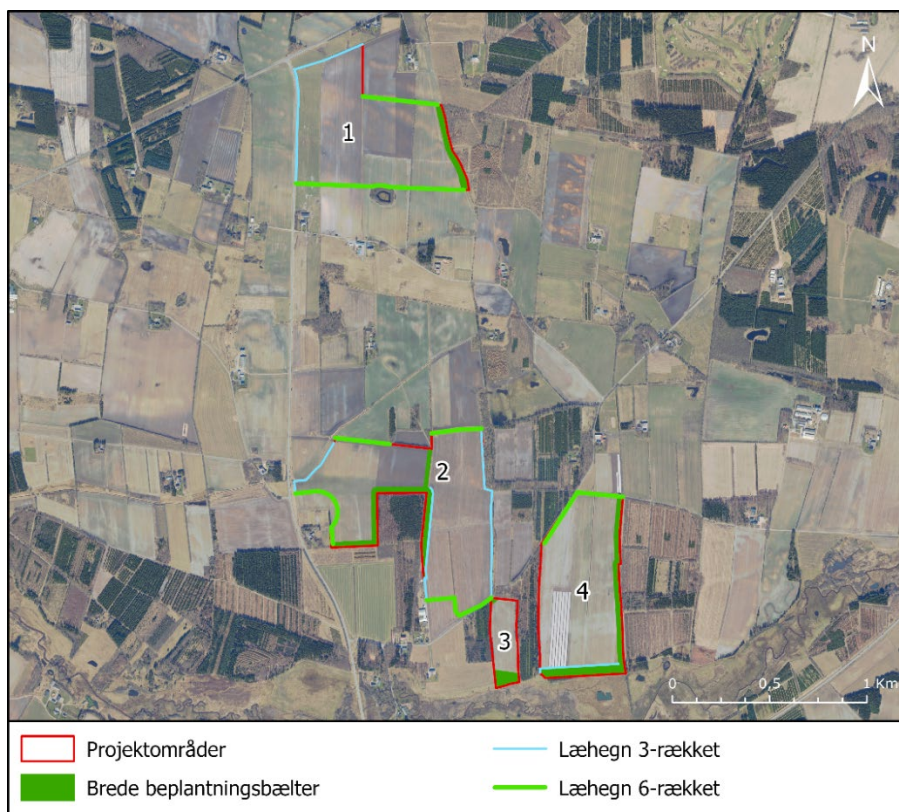 N
1
2
3
4
0 0,5 1 Km
Projektområder
Læhegn 3-rækket
Brede beplantningsbælter
Læhegn 6-rækket